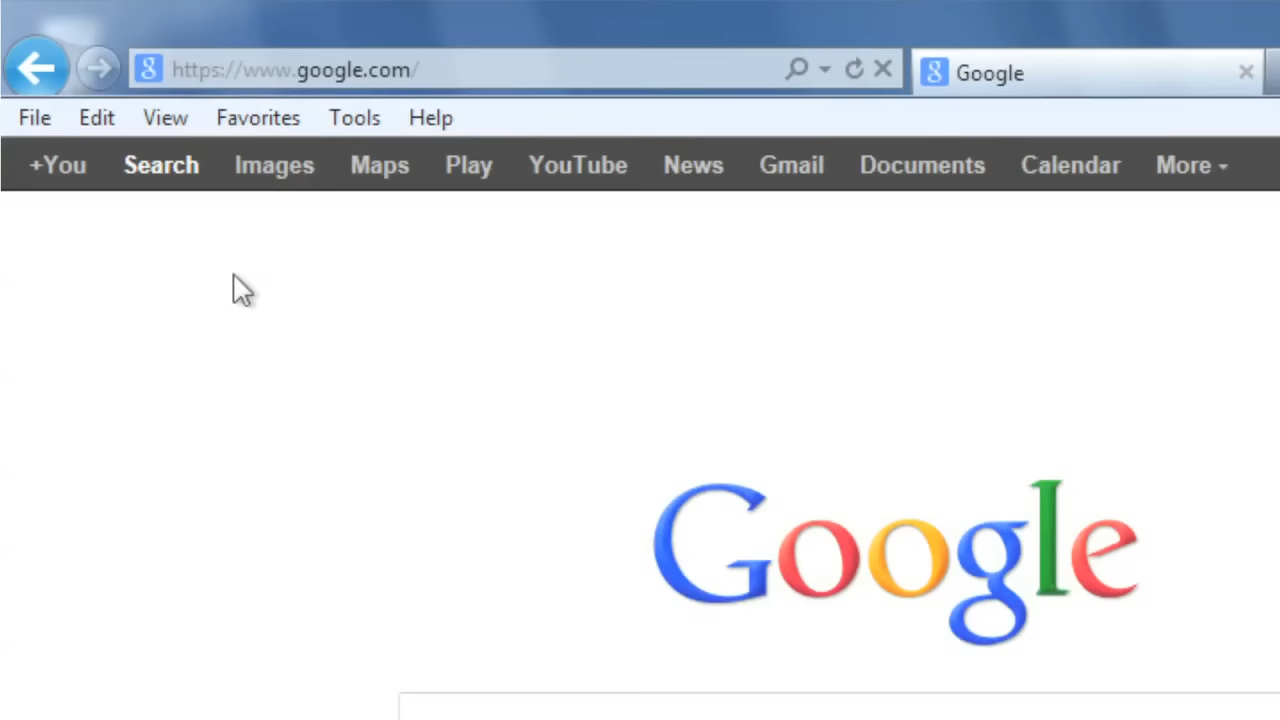 https://www.google.com/ Google
File Edit View Favorites Tools Help
+You Search Images Maps Play YouTube News Gmail Documents Calendar More
Google